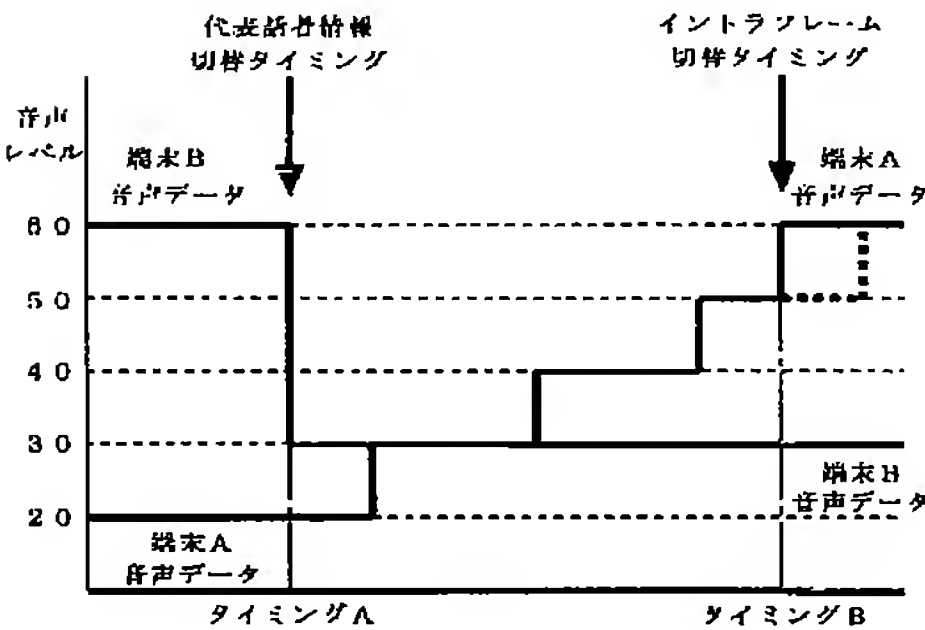 代表話者情報
切替タイミング
イントラフレーム
切替タイミング
音声
レベル
端末B
音声データ
端末A
音声データ
60
50
40
30
20
端末B
音声データ
端末A
音声データ
タイミングA
タイミングB